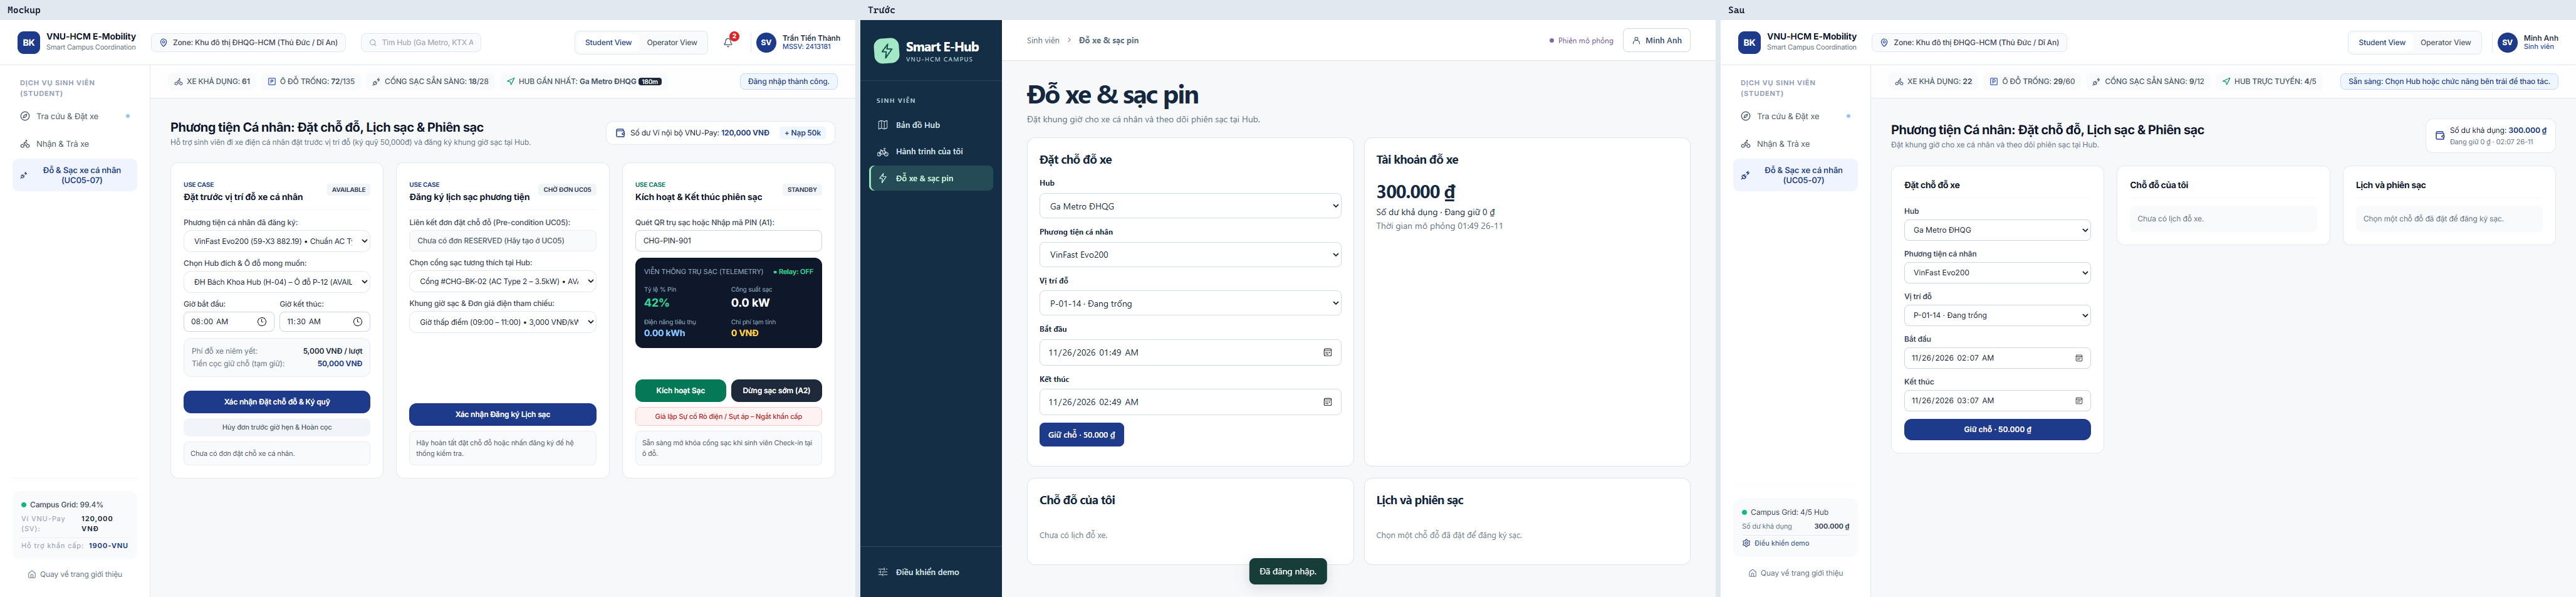 Mockup
BK
VNU-HCM E-Mobility
Smart Campus Coordination
Zone: Khu đô thị ĐHQG-HCM (Thủ Đức / Dĩ An)
Tìm Hub (Ga Metro, KTX A
Student View
Operator View
2
SV
Trần Tiến Thành
MSSV: 2413181
DỊCH VỤ SINH VIÊN (STUDENT)
Tra cứu & Đặt xe
Nhận & Trả xe
Đỗ & Sạc xe cá nhân (UC05-07)
XE KHẢ DỤNG: 61
Ô ĐỖ TRỐNG: 72/135
CỔNG SẠC SẴN SÀNG: 18/28
HUB GẦN NHẤT: Ga Metro ĐHQG 180m
Đăng nhập thành công.
Phương tiện Cá nhân: Đặt chỗ đỗ, Lịch sạc & Phiên sạc
Hỗ trợ sinh viên đi xe điện cá nhân đặt trước vị trí đỗ (ký quỹ 50,000đ) và đăng ký khung giờ sạc tại Hub.
Số dư Ví nội bộ VNU-Pay: 120,000 VNĐ
+ Nạp 50k
USE CASE
Đặt trước vị trí đỗ xe cá nhân
AVAILABLE
Phương tiện cá nhân đã đăng ký:
VinFast Evo200 (59-X3 882.19) • Chuẩn AC Ty
Chọn Hub đích & Ô đỗ mong muốn:
ĐH Bách Khoa Hub (H-04) – Ô đỗ P-12 (AVAIL
Giờ bắt đầu:
Giờ kết thúc:
08:00 AM
11:30 AM
Phí đỗ xe niêm yết:
5,000 VNĐ / lượt
Tiền cọc giữ chỗ (tạm giữ):
50,000 VNĐ
Xác nhận Đặt chỗ đỗ & Ký quỹ
Hủy đơn trước giờ hẹn & Hoàn cọc
Chưa có đơn đặt chỗ xe cá nhân.
USE CASE
Đăng ký lịch sạc phương tiện
CHỜ ĐƠN UC05
Liên kết đơn đặt chỗ đỗ (Pre-condition UC05):
Chưa có đơn RESERVED (Hãy tạo ở UC05)
Chọn cổng sạc tương thích tại Hub:
Cổng #CHG-BK-02 (AC Type 2 – 3.5kW) • AVA
Khung giờ sạc & Đơn giá điện tham chiếu:
Giờ thấp điểm (09:00 – 11:00) • 3,000 VNĐ/kW
Xác nhận Đăng ký Lịch sạc
Hãy hoàn tất đặt chỗ đỗ hoặc nhấn đăng ký để hệ thống kiểm tra.
USE CASE
Kích hoạt & Kết thúc phiên sạc
STANDBY
Quét QR trụ sạc hoặc Nhập mã PIN (A1):
CHG-PIN-901
VIỄN THÔNG TRỤ SẠC (TELEMETRY)
● Relay: OFF
Tỷ lệ % Pin
Công suất sạc
42%
0.0 kW
Điện năng tiêu thụ
Chi phí tạm tính
0.00 kWh
0 VNĐ
Kích hoạt Sạc
Dừng sạc sớm (A2)
Giả lập Sự cố Rò điện / Sụt áp – Ngắt khẩn cấp
Sẵn sàng mở khóa cổng sạc khi sinh viên Check-in tại ô đỗ.
Campus Grid: 99.4%
Ví VNU-Pay (SV):
120,000 VNĐ
Hỗ trợ khẩn cấp:
1900-VNU
Quay về trang giới thiệu
Trước
Smart E-Hub
VNU-HCM CAMPUS
SINH VIÊN
Bản đồ Hub
Hành trình của tôi
Đỗ xe & sạc pin
Điều khiển demo
Sinh viên > Đỗ xe & sạc pin
Phiên mô phỏng
Minh Anh
Đỗ xe & sạc pin
Đặt khung giờ cho xe cá nhân và theo dõi phiên sạc tại Hub.
Đặt chỗ đỗ xe
Hub
Ga Metro ĐHQG
Phương tiện cá nhân
VinFast Evo200
Vị trí đỗ
P-01-14 · Đang trống
Bắt đầu
11/26/2026 01:49 AM
Kết thúc
11/26/2026 02:49 AM
Giữ chỗ · 50.000 ₫
Tài khoản đỗ xe
300.000 ₫
Số dư khả dụng · Đang giữ 0 ₫
Thời gian mô phỏng 01:49 26-11
Chỗ đỗ của tôi
Chưa có lịch đỗ xe.
Lịch và phiên sạc
Chọn một chỗ đỗ đã đặt để đăng ký sạc.
Đã đăng nhập.
Sau
BK
VNU-HCM E-Mobility
Smart Campus Coordination
Zone: Khu đô thị ĐHQG-HCM (Thủ Đức / Dĩ An)
Student View
Operator View
SV
Minh Anh
Sinh viên
DỊCH VỤ SINH VIÊN (STUDENT)
Tra cứu & Đặt xe
Nhận & Trả xe
Đỗ & Sạc xe cá nhân (UC05-07)
XE KHẢ DỤNG: 22
Ô ĐỖ TRỐNG: 29/60
CỔNG SẠC SẴN SÀNG: 9/12
HUB TRỰC TUYẾN: 4/5
Sẵn sàng: Chọn Hub hoặc chức năng bên trái để thao tác.
Phương tiện Cá nhân: Đặt chỗ đỗ, Lịch sạc & Phiên sạc
Đặt khung giờ cho xe cá nhân và theo dõi phiên sạc tại Hub.
Số dư khả dụng: 300.000 ₫
Đang giữ 0 ₫ · 02:07 26-11
Đặt chỗ đỗ xe
Hub
Ga Metro ĐHQG
Phương tiện cá nhân
VinFast Evo200
Vị trí đỗ
P-01-14 · Đang trống
Bắt đầu
11/26/2026 02:07 AM
Kết thúc
11/26/2026 03:07 AM
Giữ chỗ · 50.000 ₫
Chỗ đỗ của tôi
Chưa có lịch đỗ xe.
Lịch và phiên sạc
Chọn một chỗ đỗ đã đặt để đăng ký sạc.
Campus Grid: 4/5 Hub
Số dư khả dụng
300.000 ₫
Điều khiển demo
Quay về trang giới thiệu